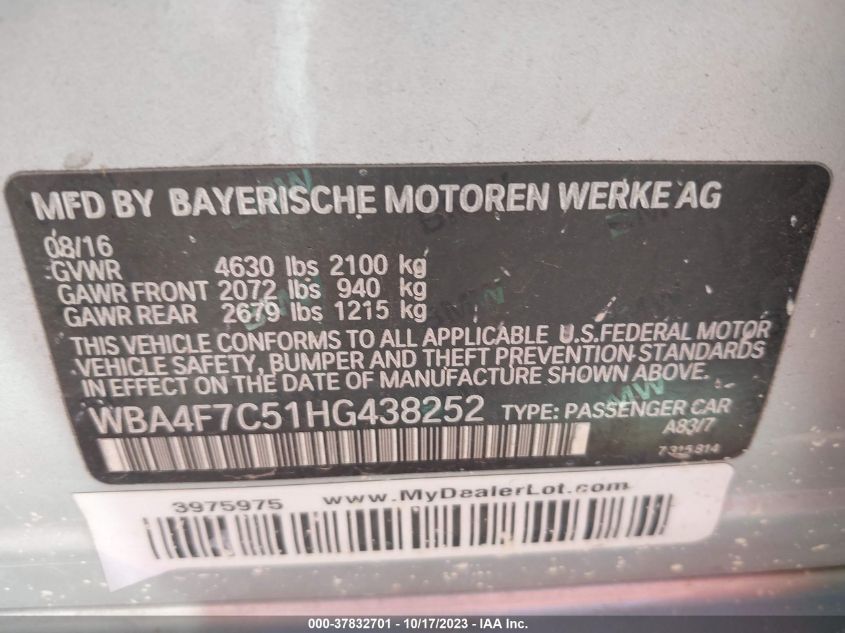 MFD BY BAYERISCHE MOTOREN WERKE AG
08/16
GVWR 4630 lbs 2100 kg
GAWR FRONT 2072 lbs 940 kg
GAWR REAR 2679 lbs 1215 kg
THIS VEHICLE CONFORMS TO ALL APPLICABLE U.S.FEDERAL MOTOR
VEHICLE SAFETY, BUMPER AND THEFT PREVENTION STANDARDS
IN EFFECT ON THE DATE OF MANUFACTURE SHOWN ABOVE.
WBA4F7C51HG438252 TYPE: PASSENGER CAR
A83/7
7 315 814
3975975 www.MyDealerLot.com
000-37832701 - 10/17/2023 - IAA Inc.